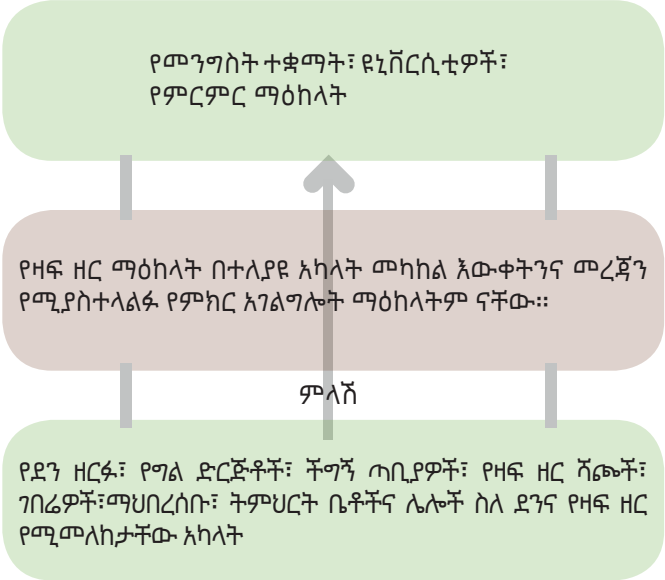 የመንግስት ተቋማት፣ ዩኒቨርሲቲዎች፣
የምርምር ማዕከላት
የዛፍ ዘር ማዕከላት በተለያዩ አካላት መካከል እውቀትንና መረጃን
የሚያስተላልፉ የምክር አገልግሎት ማዕከላትም ናቸው።
ምላሽ
የደን ዘርፉ፣ የግል ድርጅቶች፣ ችግኝ ጣቢያዎች፣ የዛፍ ዘር ሻጮች፣
ገበሬዎች፣ማህበረሰቡ፣ ትምህርት ቤቶችና ሌሎች ስለ ደንና የዛፍ ዘር
የሚመለከታቸው አካላት